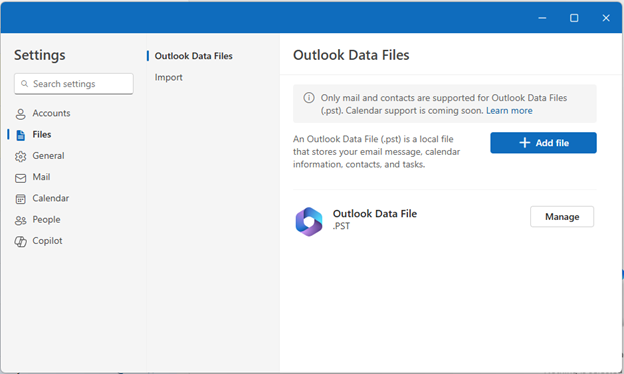 Settings
Search settings
Accounts
Files
General
Mail
Calendar
People
Copilot
Outlook Data Files
Import
Outlook Data Files
Only mail and contacts are supported for Outlook Data Files
(.pst). Calendar support is coming soon. Learn more
An Outlook Data File (.pst) is a local file
that stores your email message, calendar
information, contacts, and tasks.
Add file
Outlook Data File
.PST
Manage